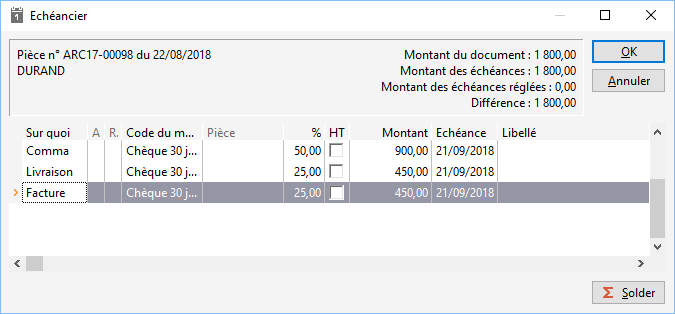 Echéancier
Pièce n° ARC17-00098 du 22/08/2018
DURAND
Montant du document : 1 800,00
Montant des échéances : 1 800,00
Montant des échéances réglées : 0,00
Différence : 1 800,00
OK
Annuler
Sur quoi A R. Code du m... Pièce % HT Montant Echéance Libellé
Comma Chèque 30 j... 50,00 900,00 21/09/2018
Livraison Chèque 30 j... 25,00 450,00 21/09/2018
Facture Chèque 30 j... 25,00 450,00 21/09/2018
Solder